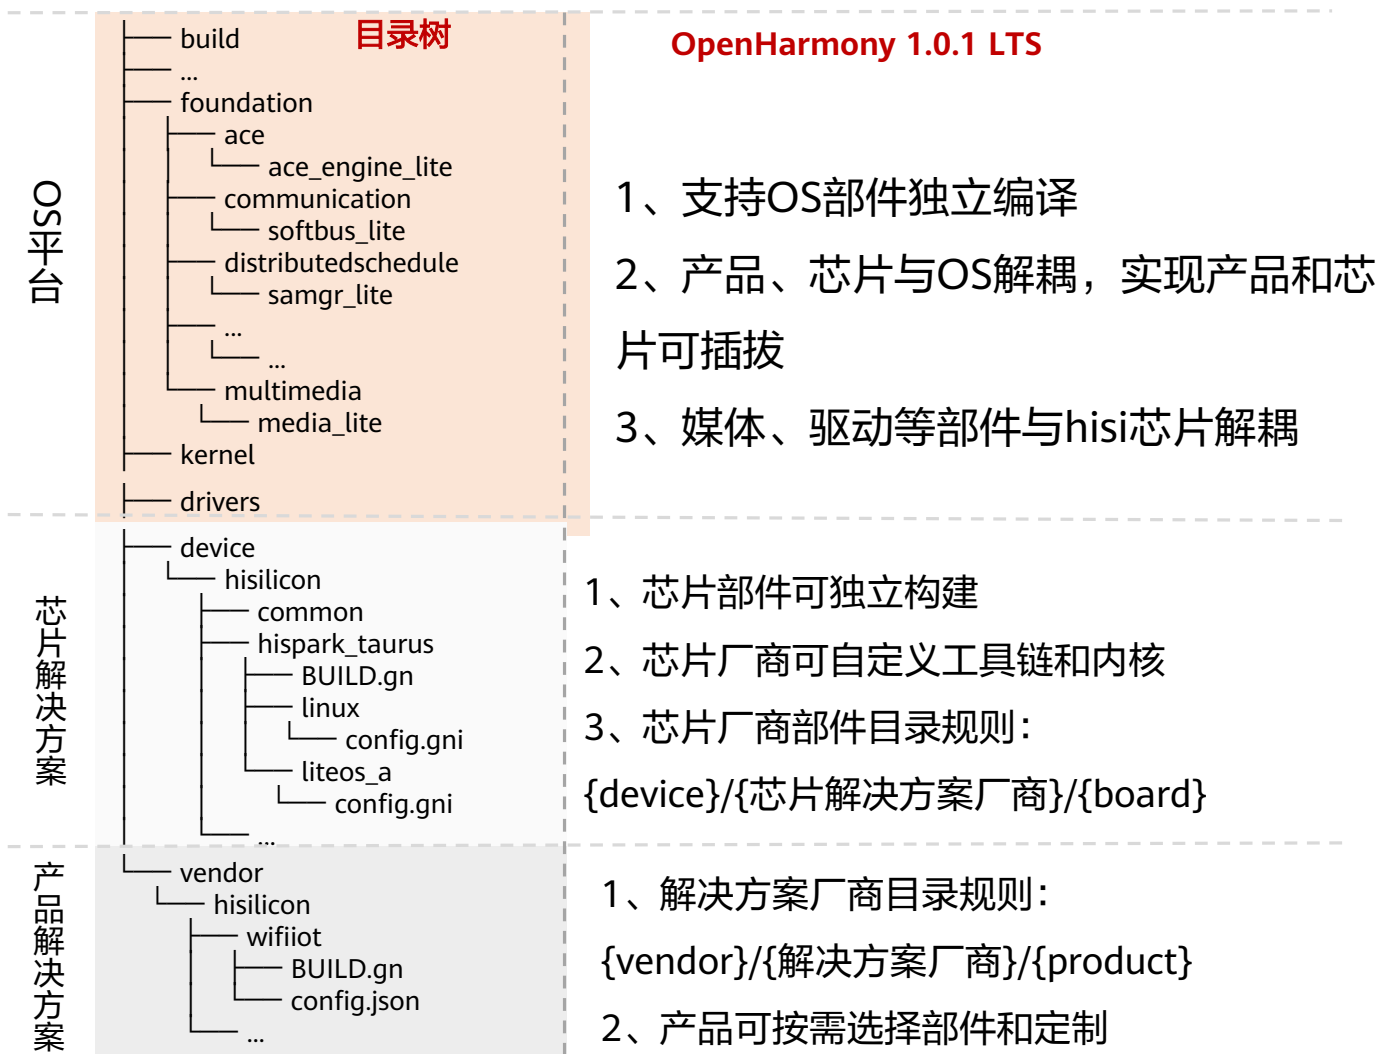 目录树
OpenHarmony 1.0.1 LTS
OS平台
build
...
foundation
ace
ace_engine_lite
communication
softbus_lite
distributedschedule
samgr_lite
...
...
multimedia
media_lite
kernel
drivers
1、支持OS部件独立编译
2、产品、芯片与OS解耦，实现产品和芯
片可插拔
3、媒体、驱动等部件与hisi芯片解耦
芯片解决方案
device
hisilicon
common
hispark_taurus
BUILD.gn
linux
config.gni
liteos_a
config.gni
...
1、芯片部件可独立构建
2、芯片厂商可自定义工具链和内核
3、芯片厂商部件目录规则：
{device}/{芯片解决方案厂商}/{board}
产品解决方案
vendor
hisilicon
wifiiot
BUILD.gn
config.json
...
1、解决方案厂商目录规则：
{vendor}/{解决方案厂商}/{product}
2、产品可按需选择部件和定制